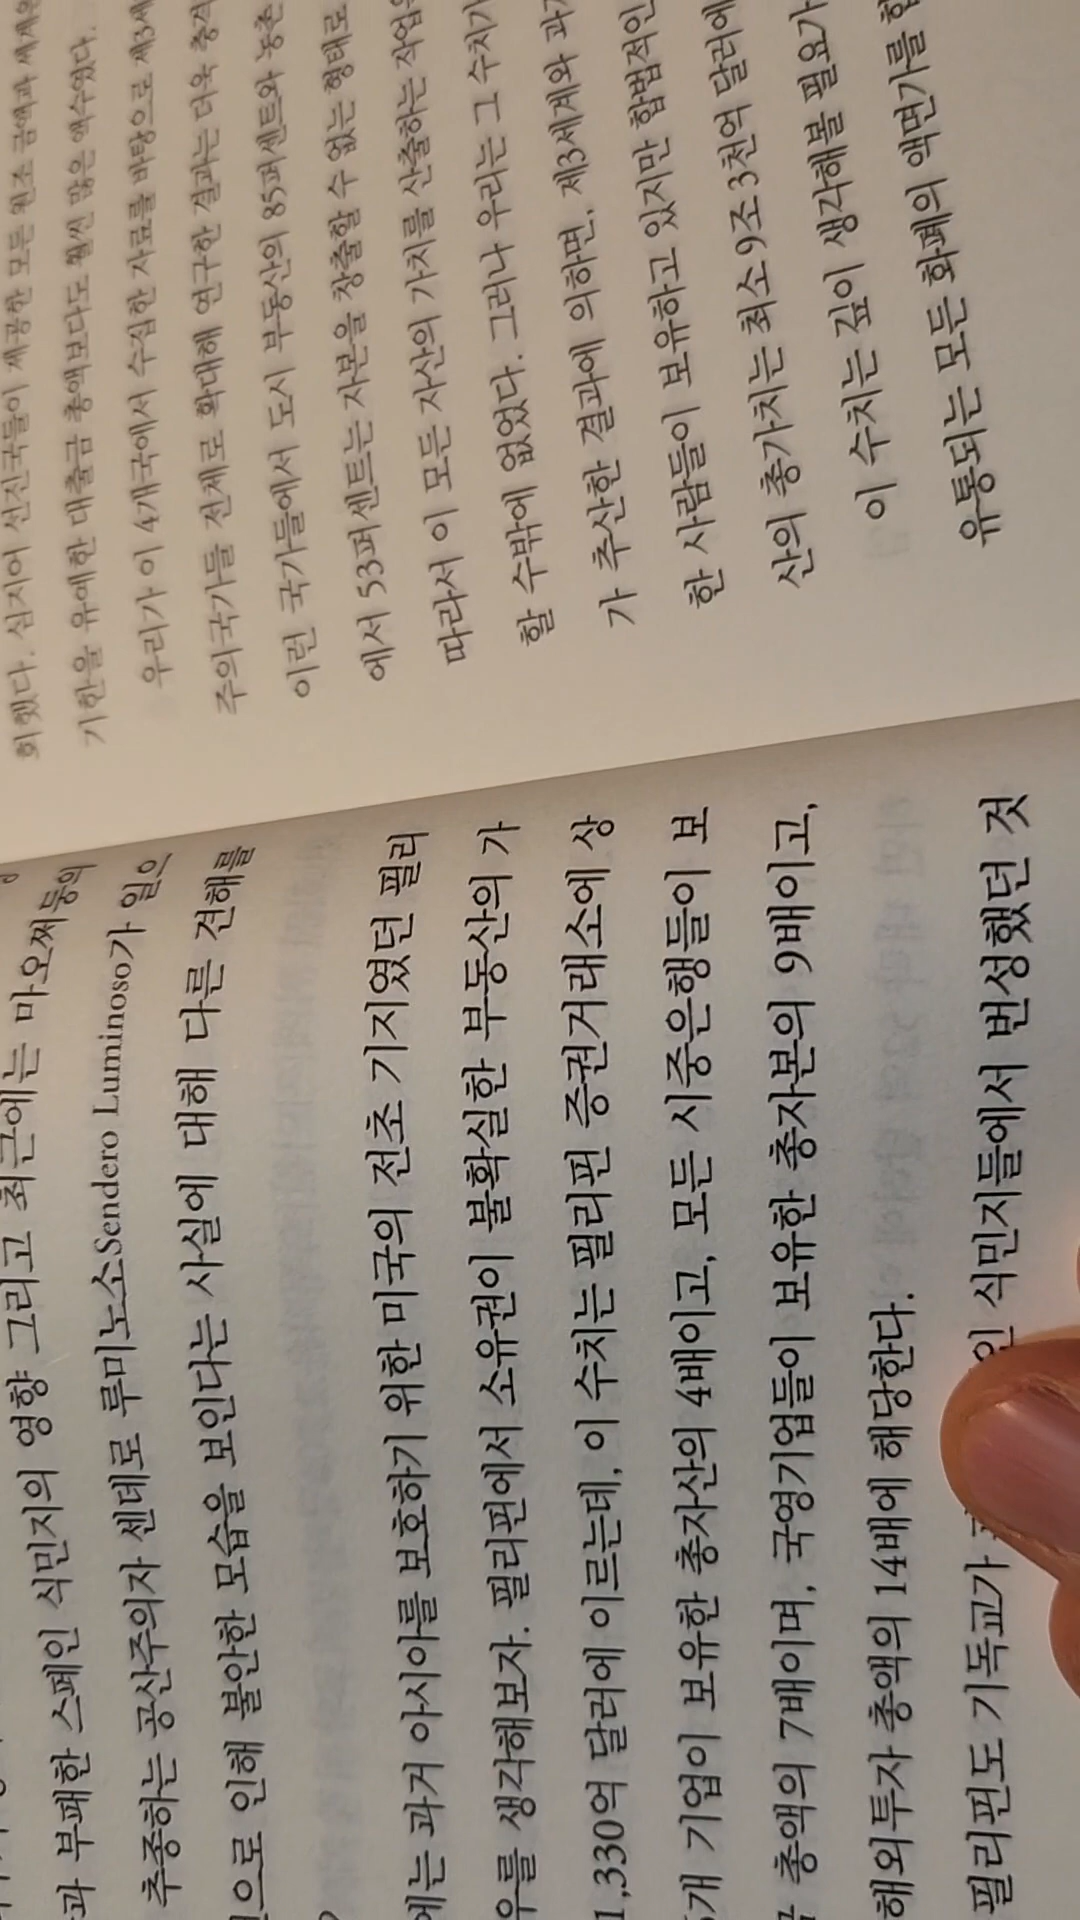 과 부패한 스페인 식민지의 영향 그리고 최근에는 마오쩌둥의
추종하는 공산주의자 센데로 루미노소Sendero Luminoso가 일으
으로 인해 불안한 모습을 보인다는 사실에 대해 다른 견해를
에는 과거 아시아를 보호하기 위한 미국의 전초 기지였던 필리
우를 생각해보자. 필리핀에서 소유권이 불확실한 부동산의 가
1,330억 달러에 이르는데, 이 수치는 필리핀 증권거래소에 상
개 기업이 보유한 총자산의 4배이고, 모든 시중은행들이 보
총액의 7배이며, 국영기업들이 보유한 총자본의 9배이고,
해외투자 총액의 14배에 해당한다.
필리핀도 기독교가 식민지들에서 번성했던 것
회했다. 심지어 선진국들이 제공한 모든 원조 금액과 세계은
기한을 유예한 대출금 총액보다도 훨씬 많은 액수였다.
우리가 이 4개국에서 수집한 자료를 바탕으로 제3세
주의국가들 전체로 확대해 연구한 결과는 더욱 충격
이런 국가들에서 도시 부동산의 85퍼센트와 농촌
에서 53퍼센트는 자본을 창출할 수 없는 형태로
따라서 이 모든 자산의 가치를 산출하는 작업은
할 수밖에 없었다. 그러나 우리는 그 수치가
가 추산한 결과에 의하면, 제3세계와 과거
한 사람들이 보유하고 있지만 합법적인
산의 총가치는 최소 9조 3천억 달러에
이 수치는 깊이 생각해볼 필요가
유통되는 모든 화폐의 액면가를 합